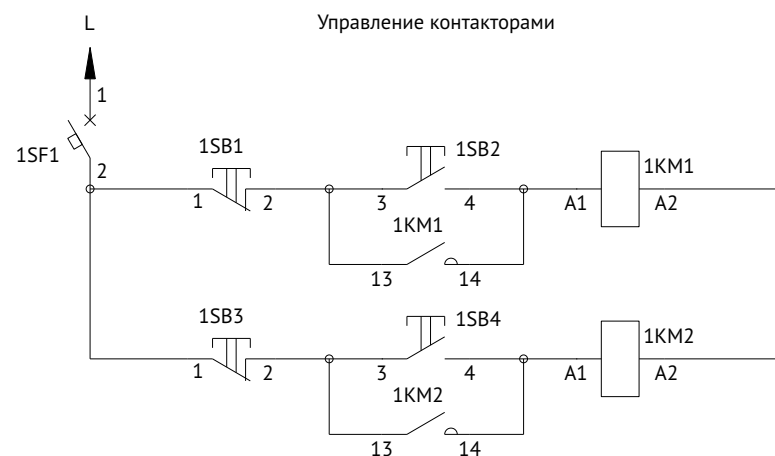 L
Управление контакторами
1
1SF1
2
1SB1
1SB2
1KM1
1
2
3
4
A1
A2
1KM1
13
14
1SB3
1SB4
1KM2
1
2
3
4
A1
A2
1KM2
13
14